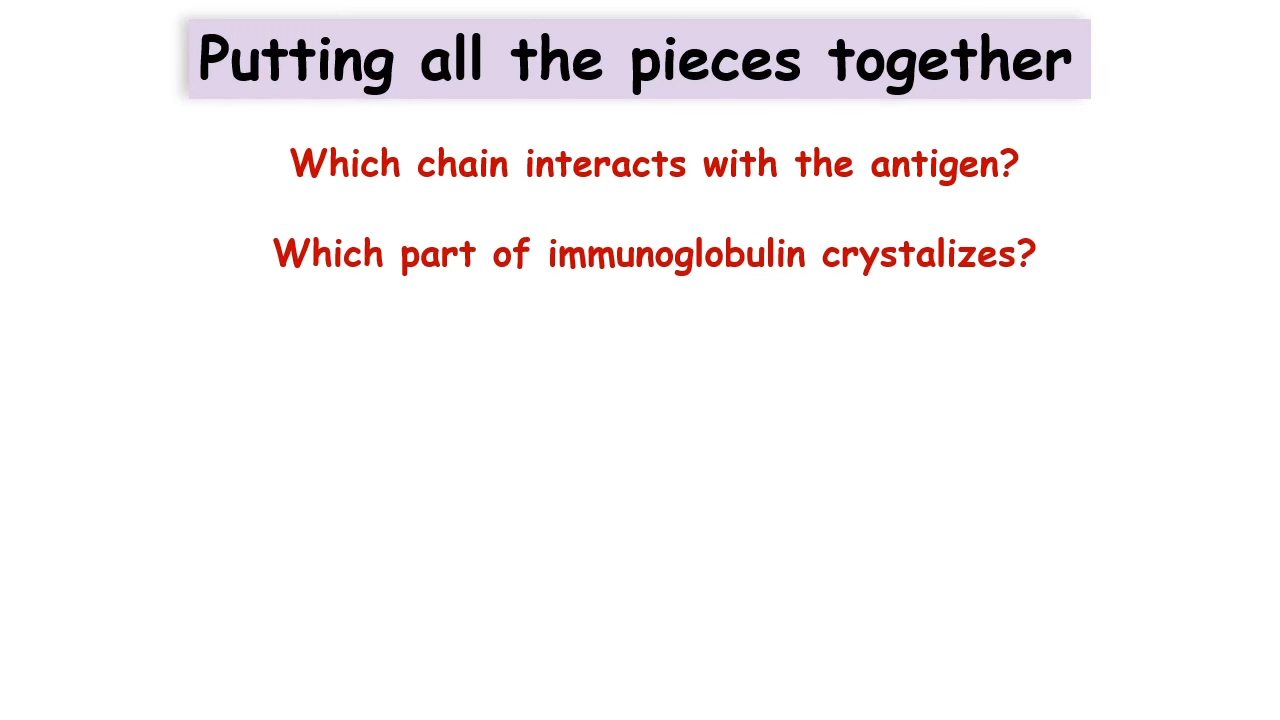 Putting all the pieces together
Which chain interacts with the antigen?
Which part of immunoglobulin crystalizes?